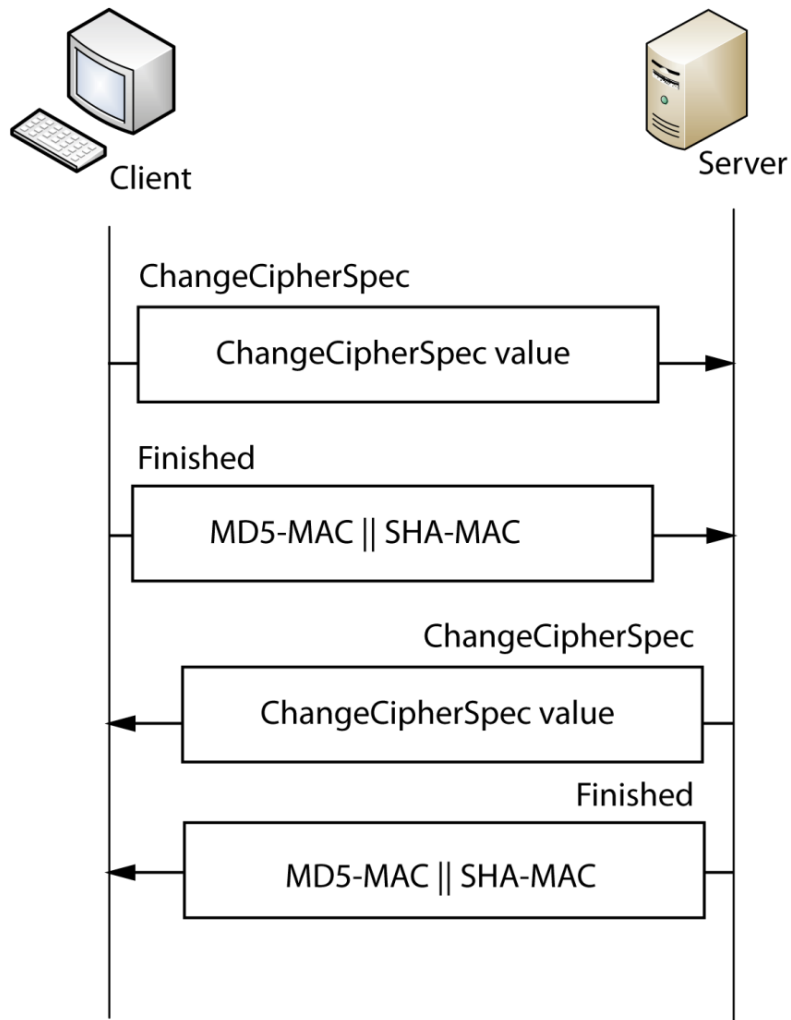 Client
Server
ChangeCipherSpec
ChangeCipherSpec value
Finished
MD5-MAC || SHA-MAC
ChangeCipherSpec
ChangeCipherSpec value
Finished
MD5-MAC || SHA-MAC